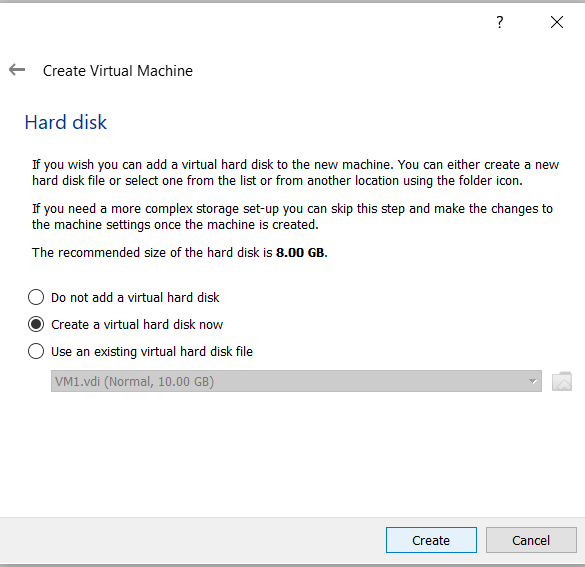 ?
Create Virtual Machine
Hard disk
If you wish you can add a virtual hard disk to the new machine. You can either create a new
hard disk file or select one from the list or from another location using the folder icon.
If you need a more complex storage set-up you can skip this step and make the changes to
the machine settings once the machine is created.
The recommended size of the hard disk is 8.00 GB.
Do not add a virtual hard disk
Create a virtual hard disk now
Use an existing virtual hard disk file
VM1.vdi (Normal, 10.00 GB)
Create
Cancel